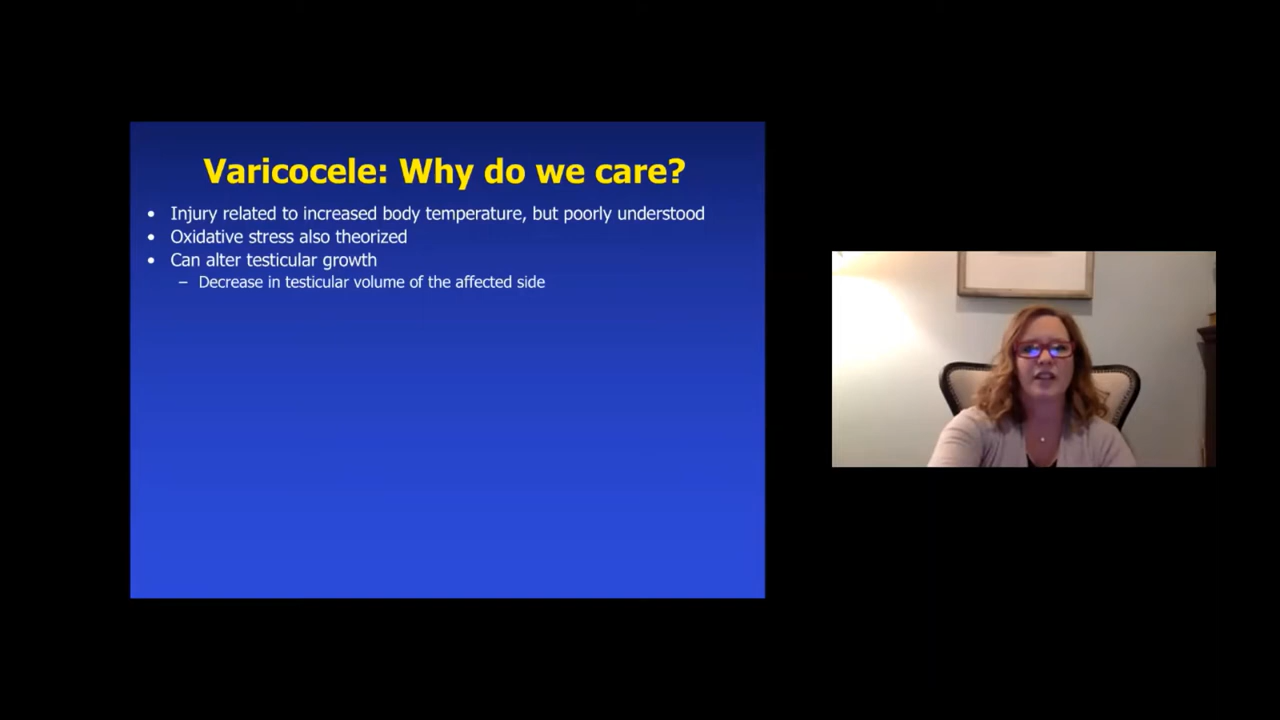 Varicocele: Why do we care?
• Injury related to increased body temperature, but poorly understood
• Oxidative stress also theorized
• Can alter testicular growth
– Decrease in testicular volume of the affected side